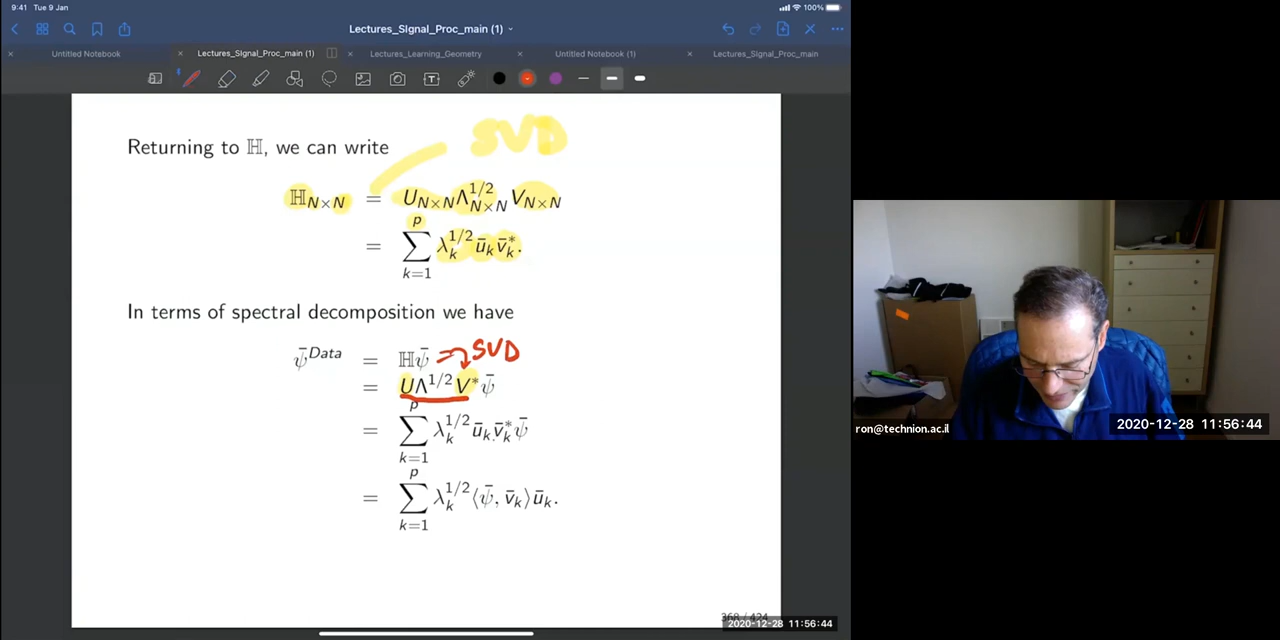 9:41 Tue 9 Jan
100%
Lectures_SIgnal_Proc_main (1)
Untitled Notebook
Lectures_SIgnal_Proc_main (1)
Lectures_Learning_Geometry
Untitled Notebook (1)
Lectures_SIgnal_Proc_main
SVD
Returning to ℍ, we can write
ℍ_{N×N} = U_{N×N} Λ^{1/2}_{N×N} V_{N×N}
= ∑_{k=1}^{p} λ_k^{1/2} ū_k v̄_k^*.
In terms of spectral decomposition we have
ψ̄^{Data} = ℍψ̄ SVD
= UΛ^{1/2}V^*ψ̄
= ∑_{k=1}^{p} λ_k^{1/2} ū_k v̄_k^* ψ̄
= ∑_{k=1}^{p} λ_k^{1/2} ⟨ψ̄, v̄_k⟩ ū_k.
368 / 424
2020-12-28 11:56:44
ron@technion.ac.il
2020-12-28 11:56:44